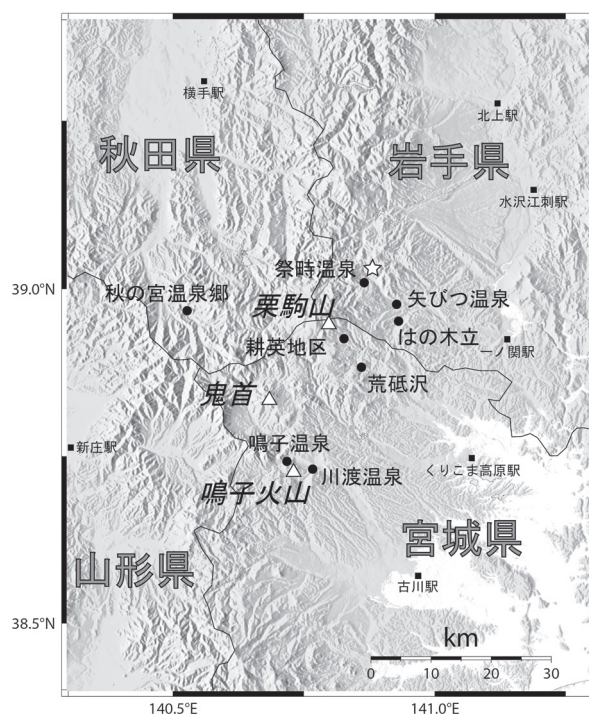 横手駅
北上駅
秋田県
岩手県
水沢江刺駅
祭畤温泉
39.0°N
秋の宮温泉郷
矢びつ温泉
栗駒山
はの木立
耕英地区
一ノ関駅
荒砥沢
鬼首
新庄駅
鳴子温泉
川渡温泉
くりこま高原駅
鳴子火山
宮城県
山形県
古川駅
38.5°N
km
0 10 20 30
140.5°E
141.0°E